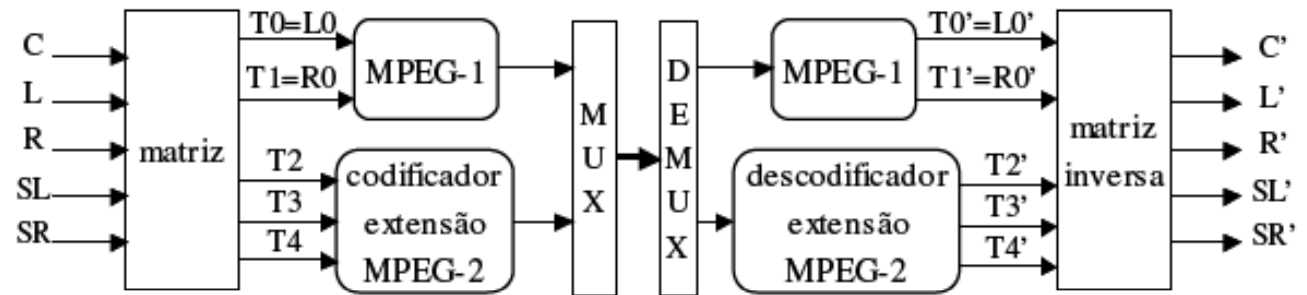 C
L
R
SL
SR
matriz
T0=L0
T1=R0
T2
T3
T4
MPEG-1
codificador
extensão
MPEG-2
M
U
X
D
E
M
U
X
MPEG-1
descodificador
extensão
MPEG-2
T0'=L0'
T1'=R0'
T2'
T3'
T4'
matriz
inversa
C'
L'
R'
SL'
SR'